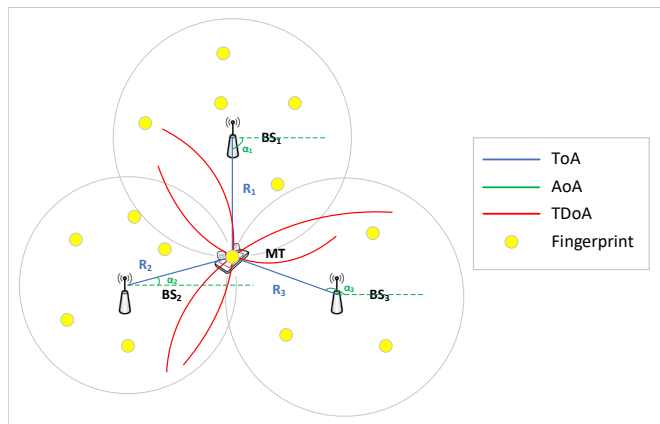 BS₁
α₁
R₁
MT
R₂
α₂
BS₂
R₃
α₃
BS₃
ToA
AoA
TDoA
Fingerprint